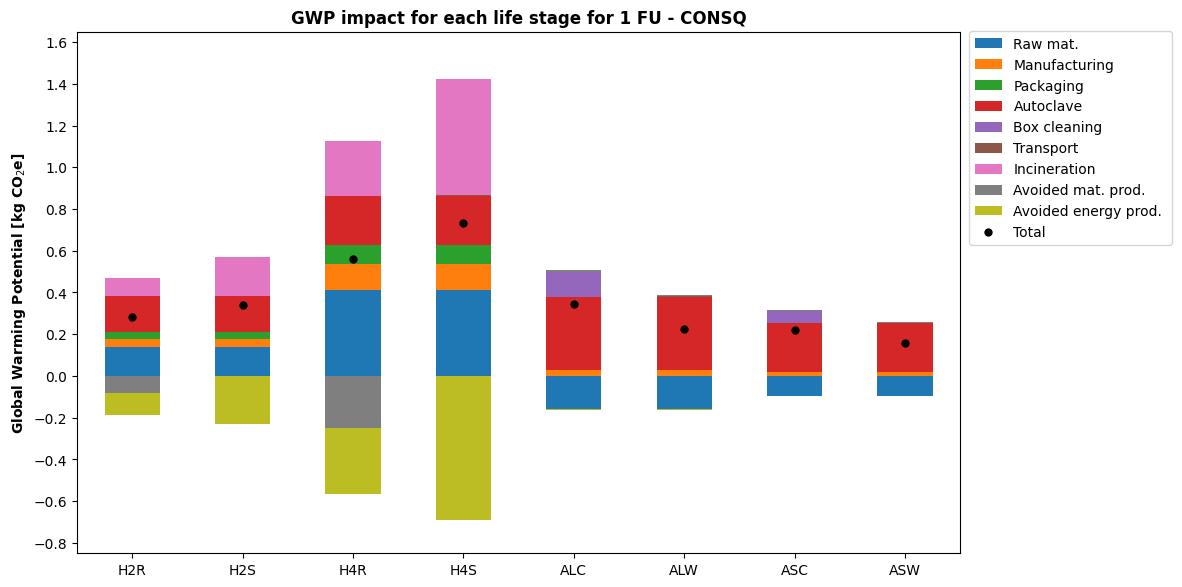 GWP impact for each life stage for 1 FU - CONSQ
Global Warming Potential [kg CO₂e]
1.6
1.4
1.2
1.0
0.8
0.6
0.4
0.2
0.0
−0.2
−0.4
−0.6
−0.8
H2R H2S H4R H4S ALC ALW ASC ASW
Raw mat.
Manufacturing
Packaging
Autoclave
Box cleaning
Transport
Incineration
Avoided mat. prod.
Avoided energy prod.
Total